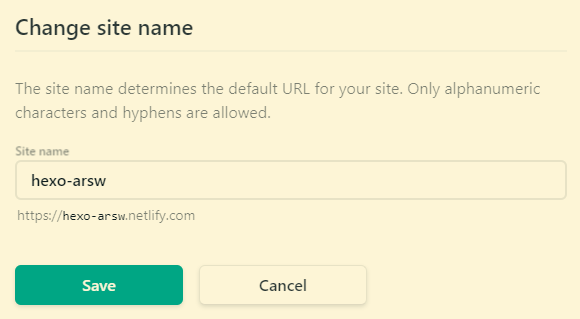 Change site name
The site name determines the default URL for your site. Only alphanumeric
characters and hyphens are allowed.
Site name
hexo-arsw
https://hexo-arsw.netlify.com
Save Cancel